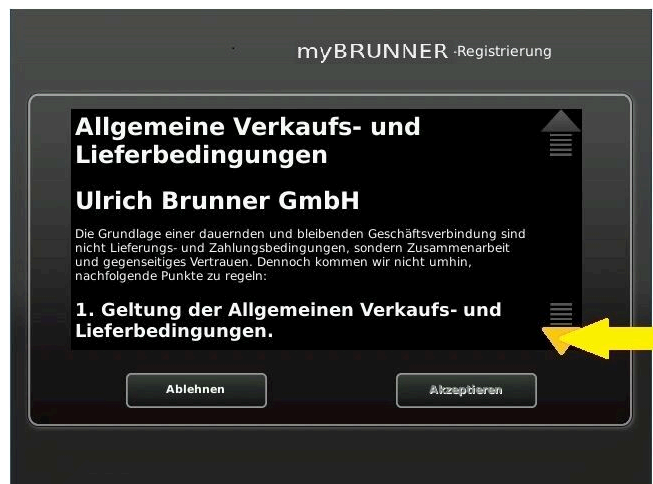 myBRUNNER -Registrierung
Allgemeine Verkaufs- und
Lieferbedingungen
Ulrich Brunner GmbH
Die Grundlage einer dauernden und bleibenden Geschäftsverbindung sind
nicht Lieferungs- und Zahlungsbedingungen, sondern Zusammenarbeit
und gegenseitiges Vertrauen. Dennoch kommen wir nicht umhin,
nachfolgende Punkte zu regeln:
1. Geltung der Allgemeinen Verkaufs- und
Lieferbedingungen.
Ablehnen
Akzeptieren